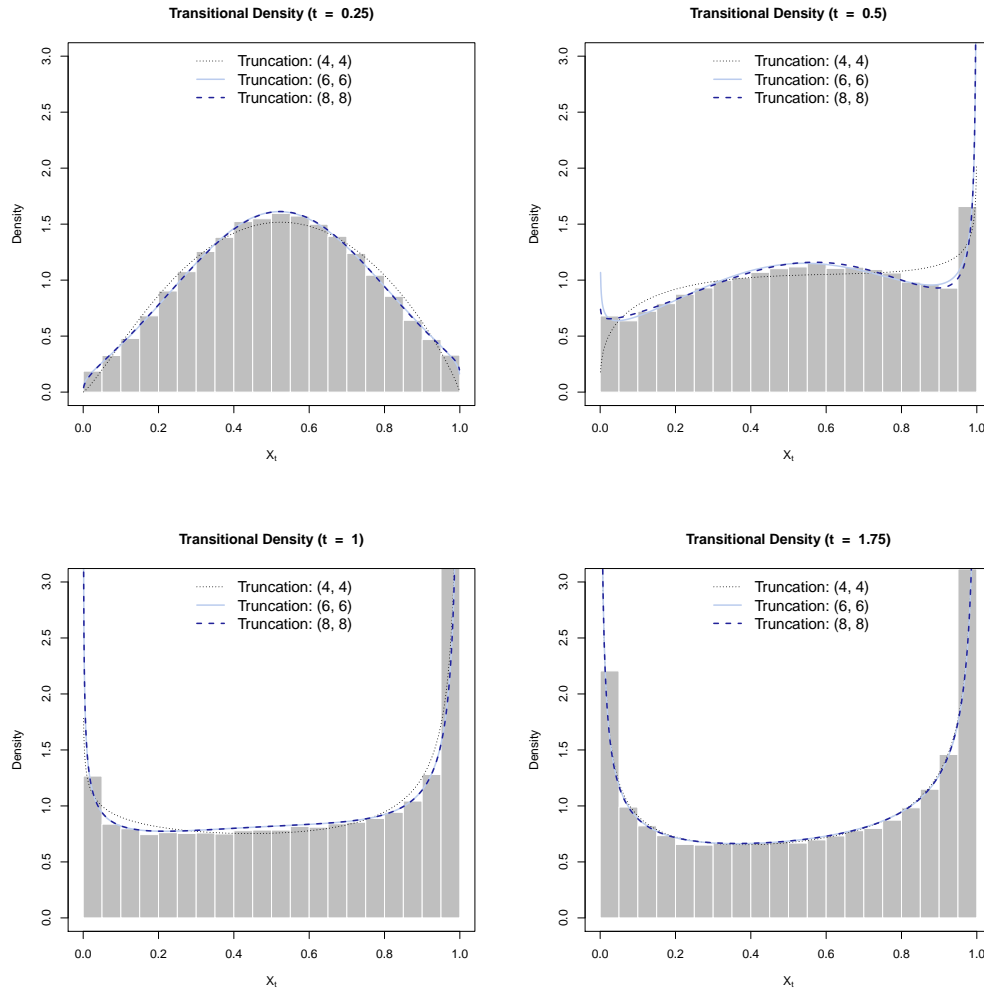 Transitional Density (t = 0.25)
Truncation: (4, 4)
Truncation: (6, 6)
Truncation: (8, 8)
Density
0.0 0.5 1.0 1.5 2.0 2.5 3.0
0.0 0.2 0.4 0.6 0.8 1.0
Xt
Transitional Density (t = 0.5)
Truncation: (4, 4)
Truncation: (6, 6)
Truncation: (8, 8)
Density
0.0 0.5 1.0 1.5 2.0 2.5 3.0
0.0 0.2 0.4 0.6 0.8 1.0
Xt
Transitional Density (t = 1)
Truncation: (4, 4)
Truncation: (6, 6)
Truncation: (8, 8)
Density
0.0 0.5 1.0 1.5 2.0 2.5 3.0
0.0 0.2 0.4 0.6 0.8 1.0
Xt
Transitional Density (t = 1.75)
Truncation: (4, 4)
Truncation: (6, 6)
Truncation: (8, 8)
Density
0.0 0.5 1.0 1.5 2.0 2.5 3.0
0.0 0.2 0.4 0.6 0.8 1.0
Xt